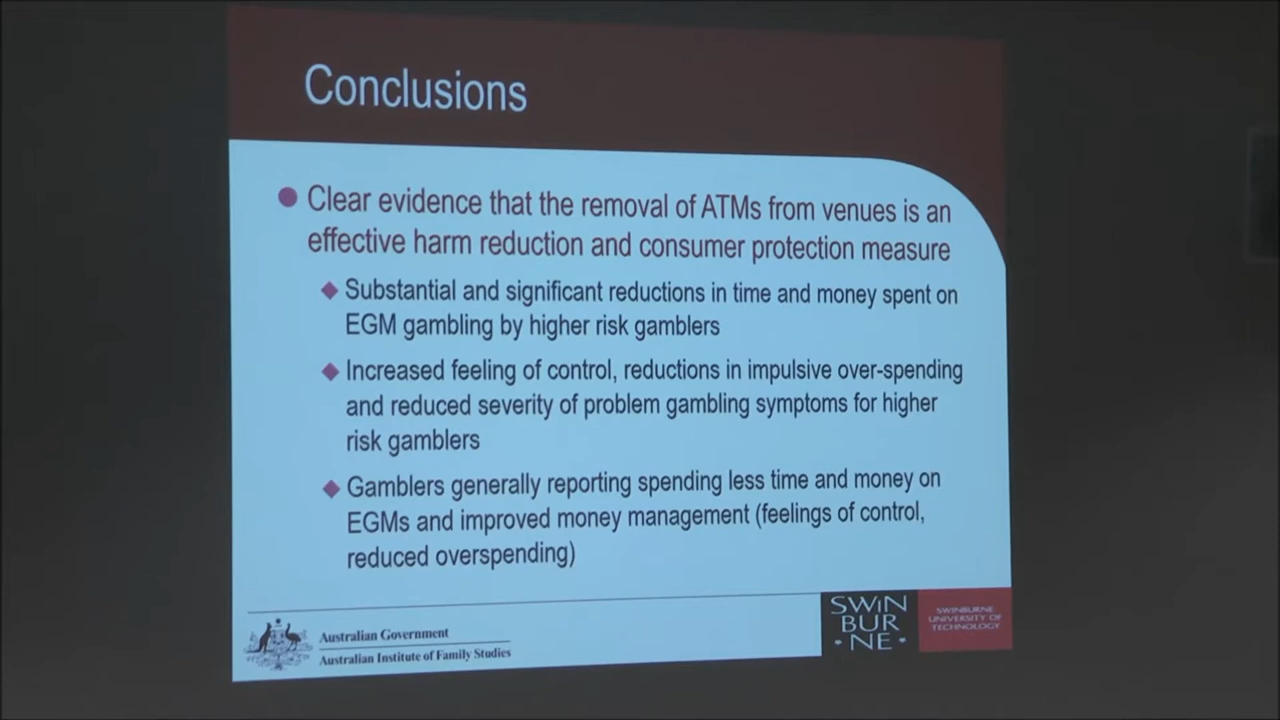 Conclusions
Clear evidence that the removal of ATMs from venues is an
effective harm reduction and consumer protection measure
Substantial and significant reductions in time and money spent on
EGM gambling by higher risk gamblers
Increased feeling of control, reductions in impulsive over-spending
and reduced severity of problem gambling symptoms for higher
risk gamblers
Gamblers generally reporting spending less time and money on
EGMs and improved money management (feelings of control,
reduced overspending)
Australian Government
Australian Institute of Family Studies
SWiN
BUR
NE
SWINBURNE
UNIVERSITY OF
TECHNOLOGY